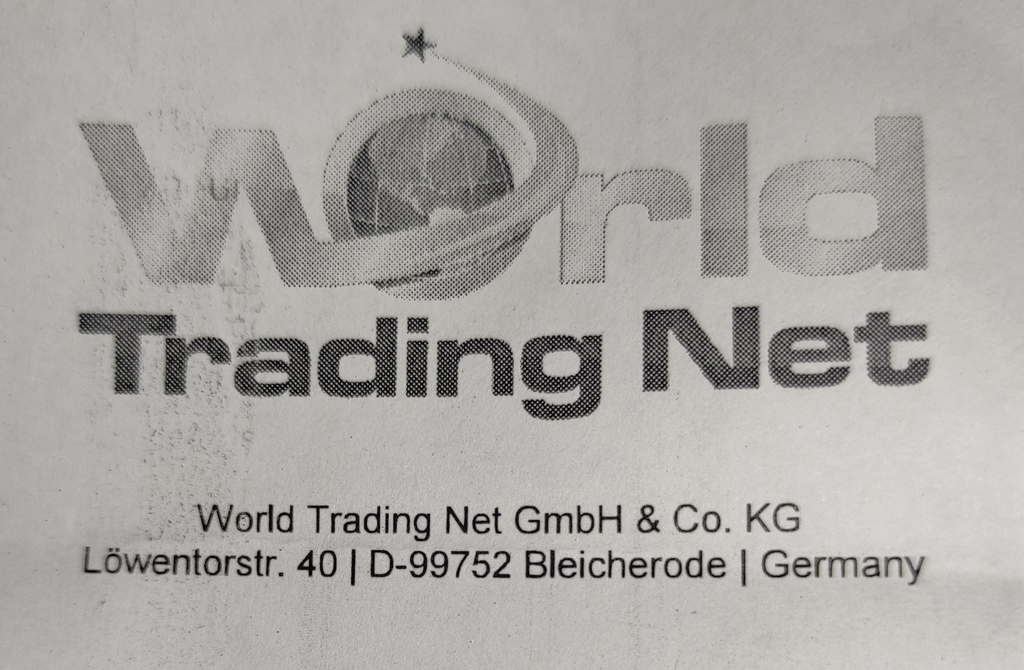 World
Trading Net
World Trading Net GmbH & Co. KG
Löwentorstr. 40 | D-99752 Bleicherode | Germany